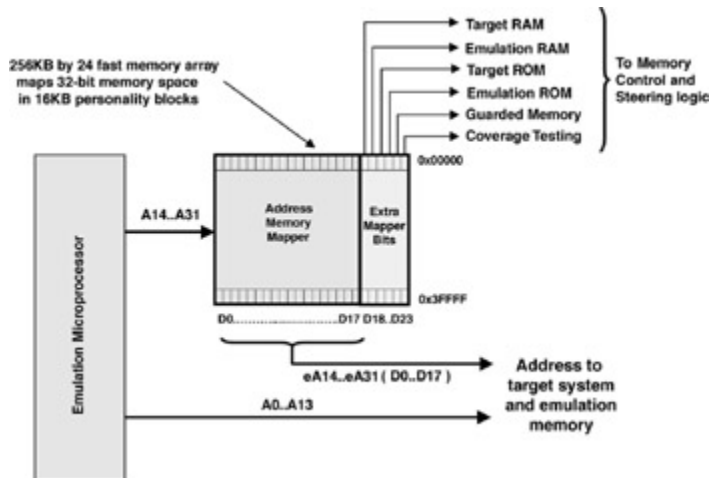 Target RAM
Emulation RAM
Target ROM
Emulation ROM
Guarded Memory
Coverage Testing
To Memory
Control and
Steering logic
256KB by 24 fast memory array
maps 32-bit memory space
in 16KB personality blocks
0x00000
A14..A31
Address
Memory
Mapper
Extra
Mapper
Bits
Emulation Microprocessor
0x3FFFF
D0.................................D17 D18..D23
eA14..eA31 ( D0..D17 )
A0..A13
Address to
target system
and emulation
memory